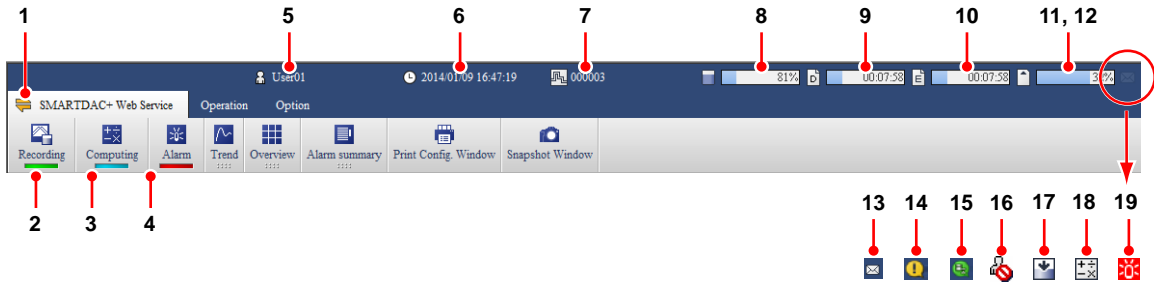 1 5 6 7 8 9 10 11, 12
User01 2014/01/09 16:47:19 000003 81% D 00:07:58 E 00:07:58 3%
SMARTDAC+ Web Service Operation Option
Recording Computing Alarm Trend Overview Alarm summary Print Config. Window Snapshot Window
2 3 4
13 14 15 16 17 18 19